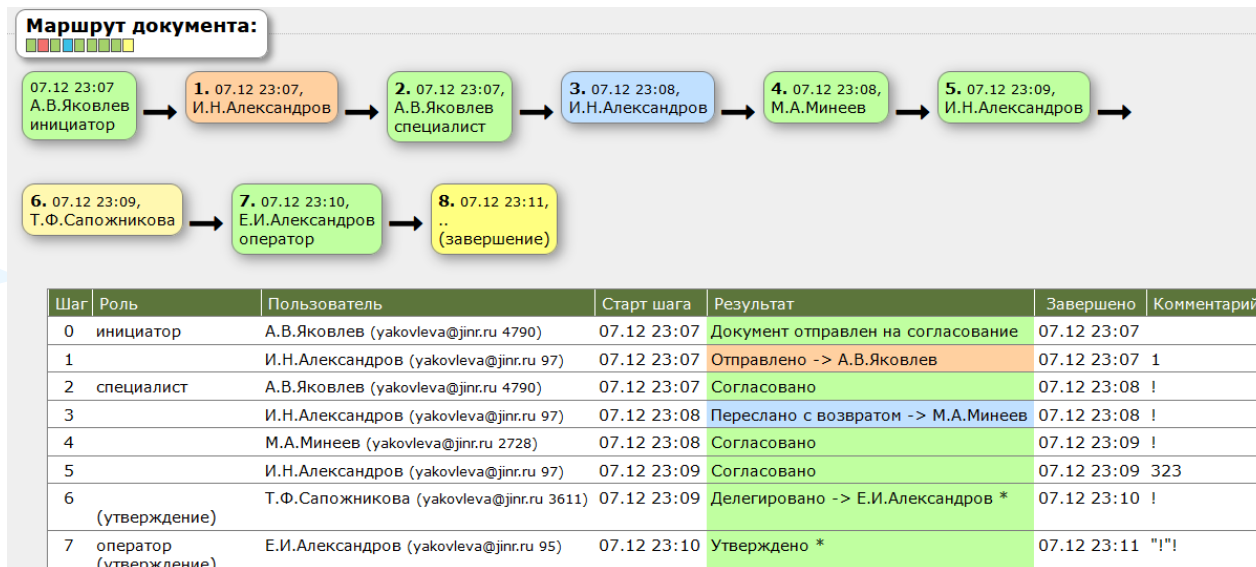 Маршрут документа:
07.12 23:07
А.В.Яковлев
инициатор
1. 07.12 23:07,
И.Н.Александров
2. 07.12 23:07,
А.В.Яковлев
специалист
3. 07.12 23:08,
И.Н.Александров
4. 07.12 23:08,
М.А.Минеев
5. 07.12 23:09,
И.Н.Александров
6. 07.12 23:09,
Т.Ф.Сапожникова
7. 07.12 23:10,
Е.И.Александров
оператор
8. 07.12 23:11,
..
(завершение)
Шаг Роль Пользователь Старт шага Результат Завершено Комментарий
0 инициатор А.В.Яковлев (yakovleva@jinr.ru 4790) 07.12 23:07 Документ отправлен на согласование 07.12 23:07
1 И.Н.Александров (yakovleva@jinr.ru 97) 07.12 23:07 Отправлено -> А.В.Яковлев 07.12 23:07 1
2 специалист А.В.Яковлев (yakovleva@jinr.ru 4790) 07.12 23:07 Согласовано 07.12 23:08 !
3 И.Н.Александров (yakovleva@jinr.ru 97) 07.12 23:08 Переслано с возвратом -> М.А.Минеев 07.12 23:08 !
4 М.А.Минеев (yakovleva@jinr.ru 2728) 07.12 23:08 Согласовано 07.12 23:09 !
5 И.Н.Александров (yakovleva@jinr.ru 97) 07.12 23:09 Согласовано 07.12 23:09 323
6 Т.Ф.Сапожникова (yakovleva@jinr.ru 3611) 07.12 23:09 Делегировано -> Е.И.Александров * 07.12 23:10 !
(утверждение)
7 оператор Е.И.Александров (yakovleva@jinr.ru 95) 07.12 23:10 Утверждено * 07.12 23:11 "!"!
(утверждение)